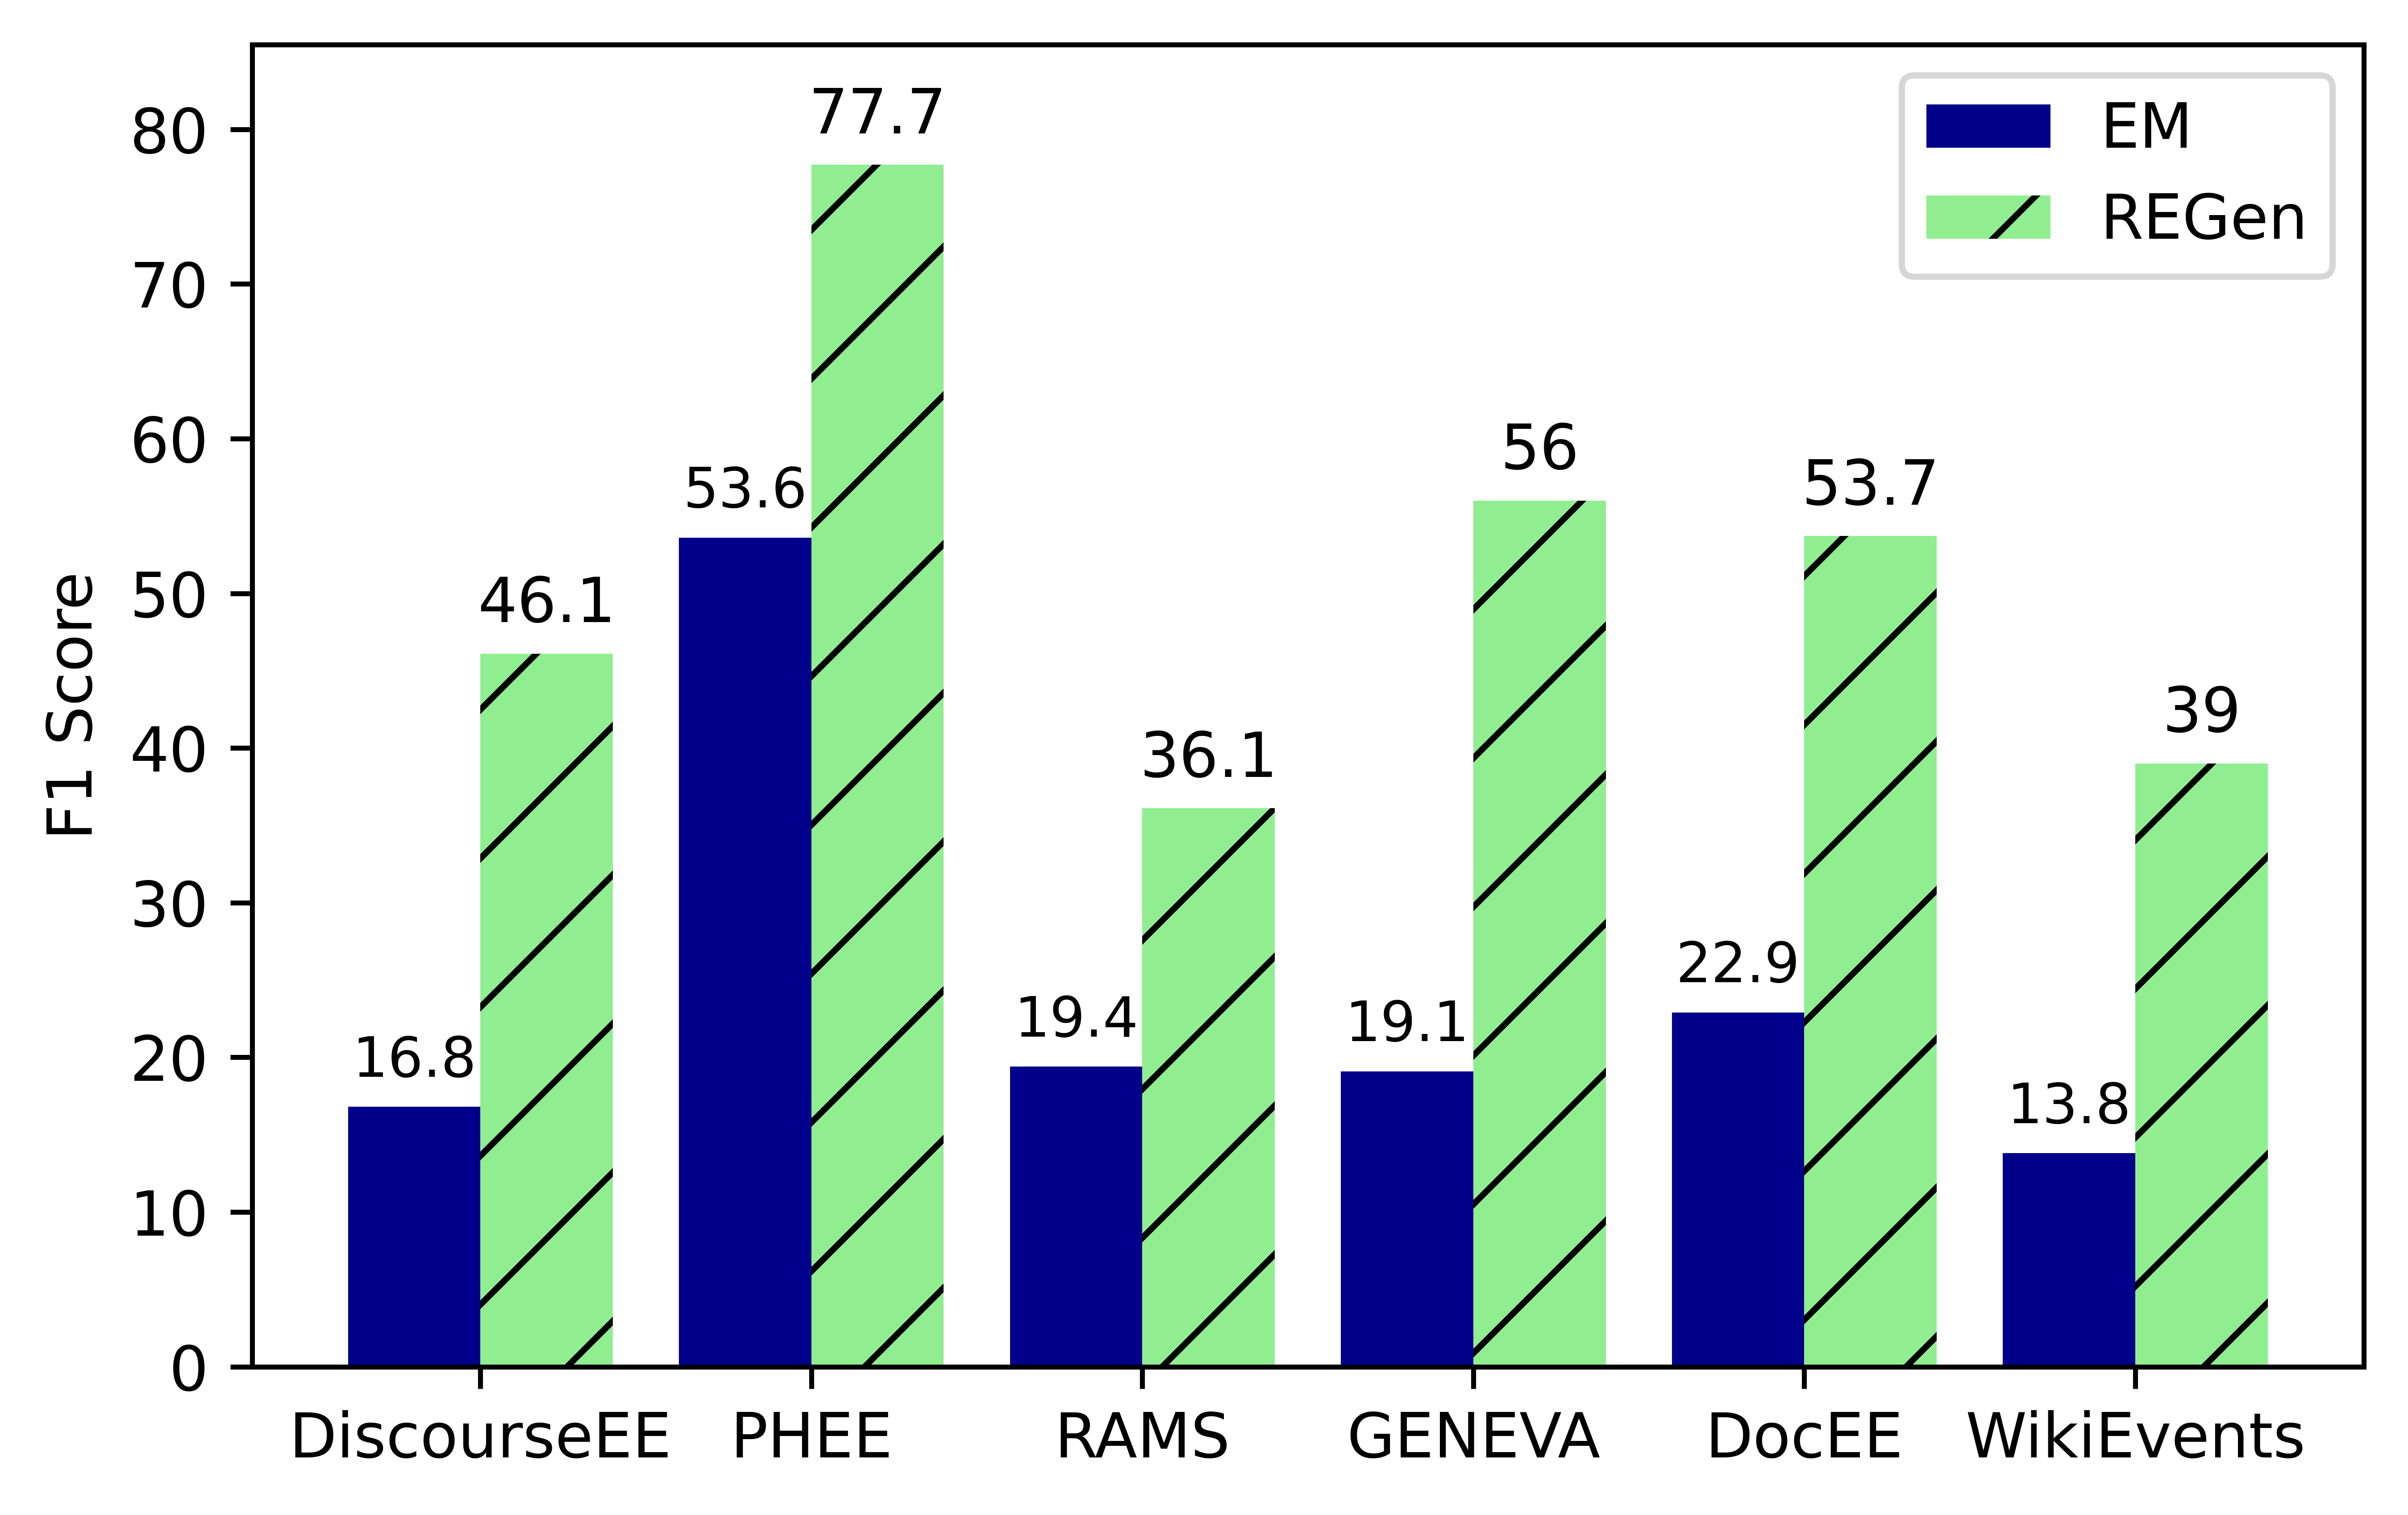 F1 Score
80
70
60
50
40
30
20
10
0
EM
REGen
16.8
46.1
53.6
77.7
19.4
36.1
19.1
56
22.9
53.7
13.8
39
DiscourseEE
PHEE
RAMS
GENEVA
DocEE
WikiEvents